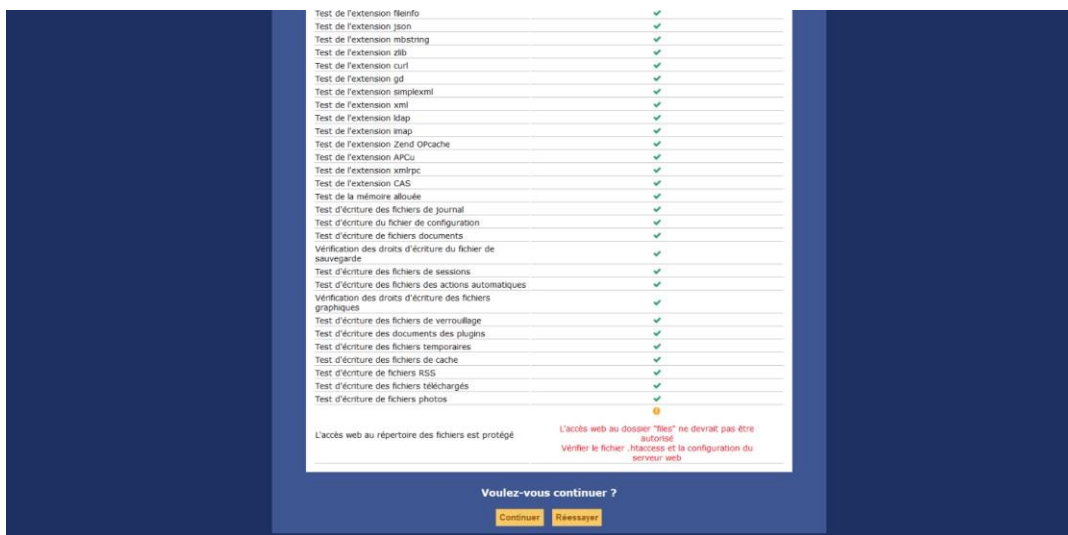 Test de l'extension fileinfo
Test de l'extension json
Test de l'extension mbstring
Test de l'extension zlib
Test de l'extension curl
Test de l'extension gd
Test de l'extension simplexml
Test de l'extension xml
Test de l'extension ldap
Test de l'extension imap
Test de l'extension Zend OPcache
Test de l'extension APCu
Test de l'extension xmlrpc
Test de l'extension CAS
Test de la mémoire allouée
Test d'écriture des fichiers de journal
Test d'écriture du fichier de configuration
Test d'écriture de fichiers documents
Vérification des droits d'écriture du fichier de
sauvegarde
Test d'écriture des fichiers de sessions
Test d'écriture des fichiers des actions automatiques
Vérification des droits d'écriture des fichiers
graphiques
Test d'écriture des fichiers de verrouillage
Test d'écriture des documents des plugins
Test d'écriture des fichiers temporaires
Test d'écriture des fichiers de cache
Test d'écriture de fichiers RSS
Test d'écriture des fichiers téléchargés
Test d'écriture de fichiers photos
L'accès web au répertoire des fichiers est protégé
L'accès web au dossier "files" ne devrait pas être
autorisé
Vérifier le fichier .htaccess et la configuration du
serveur web
Voulez-vous continuer ?
Continuer
Réessayer